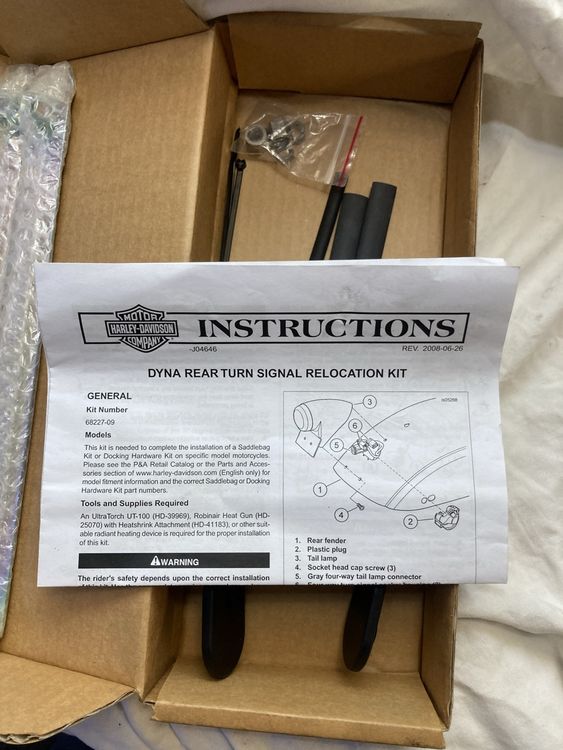 MOTOR
HARLEY-DAVIDSON
COMPANY
INSTRUCTIONS
-J04646
REV. 2008-06-26
DYNA REAR TURN SIGNAL RELOCATION KIT
GENERAL
Kit Number
68227-09
Models
This kit is needed to complete the installation of a Saddlebag
Kit or Docking Hardware Kit on specific model motorcycles.
Please see the P&A Retail Catalog or the Parts and Acces-
sories section of www.harley-davidson.com (English only) for
model fitment information and the correct Saddlebag or Docking
Hardware Kit part numbers.
Tools and Supplies Required
An UltraTorch UT-100 (HD-39969), Robinair Heat Gun (HD-
25070) with Heatshrink Attachment (HD-41183), or other suit-
able radiant heating device is required for the proper installation
of this kit.
WARNING
The rider's safety depends upon the correct installation
is05268
3
6
5
1
4
2
1. Rear fender
2. Plastic plug
3. Tail lamp
4. Socket head cap screw (3)
5. Gray four-way tail lamp connector